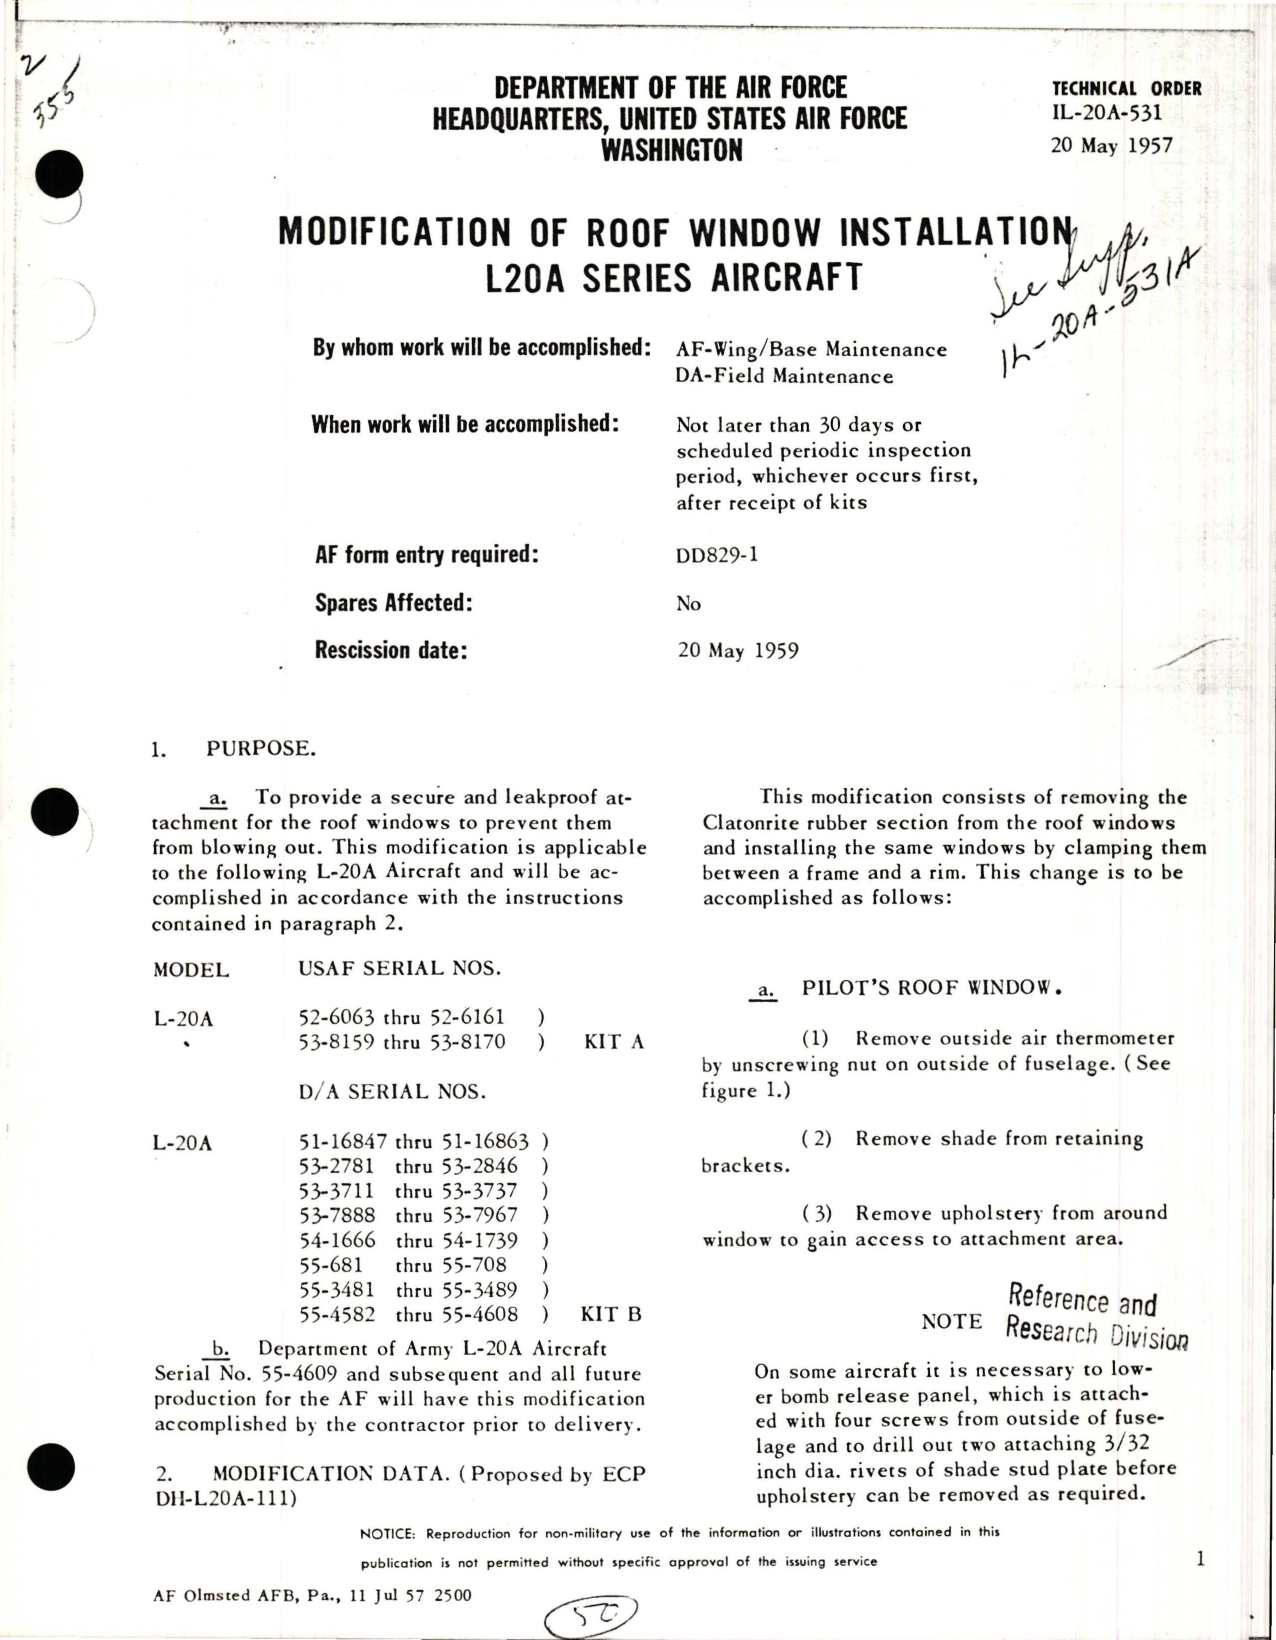 2 /
355
DEPARTMENT OF THE AIR FORCE
HEADQUARTERS, UNITED STATES AIR FORCE
WASHINGTON
TECHNICAL ORDER
IL-20A-531
20 May 1957
MODIFICATION OF ROOF WINDOW INSTALLATION
L20A SERIES AIRCRAFT
See Supp.
1L-20A-531A
By whom work will be accomplished: AF-Wing/Base Maintenance
DA-Field Maintenance
When work will be accomplished: Not later than 30 days or
scheduled periodic inspection
period, whichever occurs first,
after receipt of kits
AF form entry required: DD829-1
Spares Affected: No
Rescission date: 20 May 1959
1. PURPOSE.
a. To provide a secure and leakproof at-
tachment for the roof windows to prevent them
from blowing out. This modification is applicable
to the following L-20A Aircraft and will be ac-
complished in accordance with the instructions
contained in paragraph 2.
MODEL USAF SERIAL NOS.
L-20A 52-6063 thru 52-6161 )
53-8159 thru 53-8170 ) KIT A
D/A SERIAL NOS.
L-20A 51-16847 thru 51-16863 )
53-2781 thru 53-2846 )
53-3711 thru 53-3737 )
53-7888 thru 53-7967 )
54-1666 thru 54-1739 )
55-681 thru 55-708 )
55-3481 thru 55-3489 )
55-4582 thru 55-4608 ) KIT B
b. Department of Army L-20A Aircraft
Serial No. 55-4609 and subsequent and all future
production for the AF will have this modification
accomplished by the contractor prior to delivery.
2. MODIFICATION DATA. (Proposed by ECP
DH-L20A-111)
This modification consists of removing the
Clatonrite rubber section from the roof windows
and installing the same windows by clamping them
between a frame and a rim. This change is to be
accomplished as follows:
a. PILOT'S ROOF WINDOW.
(1) Remove outside air thermometer
by unscrewing nut on outside of fuselage. (See
figure 1.)
(2) Remove shade from retaining
brackets.
(3) Remove upholstery from around
window to gain access to attachment area.
NOTE
Reference and
Research Division
On some aircraft it is necessary to low-
er bomb release panel, which is attach-
ed with four screws from outside of fuse-
lage and to drill out two attaching 3/32
inch dia. rivets of shade stud plate before
upholstery can be removed as required.
NOTICE: Reproduction for non-military use of the information or illustrations contained in this
publication is not permitted without specific approval of the issuing service
1
AF Olmsted AFB, Pa., 11 Jul 57 2500